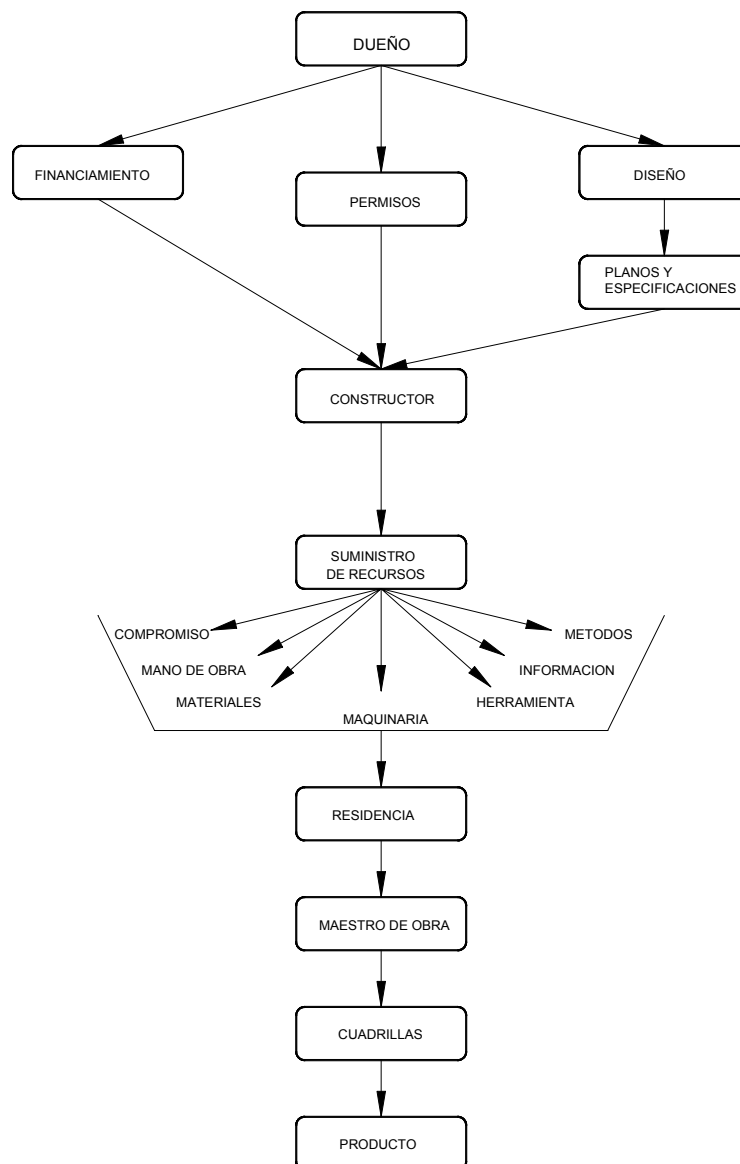 DUEÑO
FINANCIAMIENTO
PERMISOS
DISEÑO
PLANOS Y
ESPECIFICACIONES
CONSTRUCTOR
SUMINISTRO
DE RECURSOS
COMPROMISO
METODOS
MANO DE OBRA
INFORMACION
MATERIALES
HERRAMIENTA
MAQUINARIA
RESIDENCIA
MAESTRO DE OBRA
CUADRILLAS
PRODUCTO